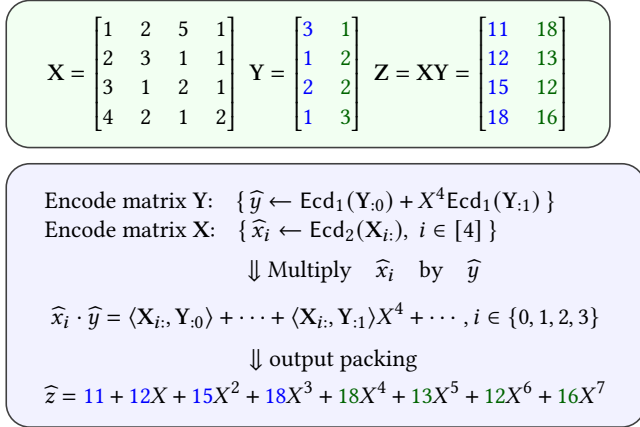 X = [1 2 5 1; 2 3 1 1; 3 1 2 1; 4 2 1 2] Y = [3 1; 1 2; 2 2; 1 3] Z = XY = [11 18; 12 13; 15 12; 18 16]
Encode matrix Y: { ŷ ← Ecd₁(Y:0) + X⁴Ecd₁(Y:1) }
Encode matrix X: { x̂ᵢ ← Ecd₂(Xᵢ:), i ∈ [4] }
⇓ Multiply x̂ᵢ by ŷ
x̂ᵢ · ŷ = ⟨Xᵢ:, Y:0⟩ + · · · + ⟨Xᵢ:, Y:1⟩X⁴ + · · · , i ∈ {0, 1, 2, 3}
⇓ output packing
ẑ = 11 + 12X + 15X² + 18X³ + 18X⁴ + 13X⁵ + 12X⁶ + 16X⁷